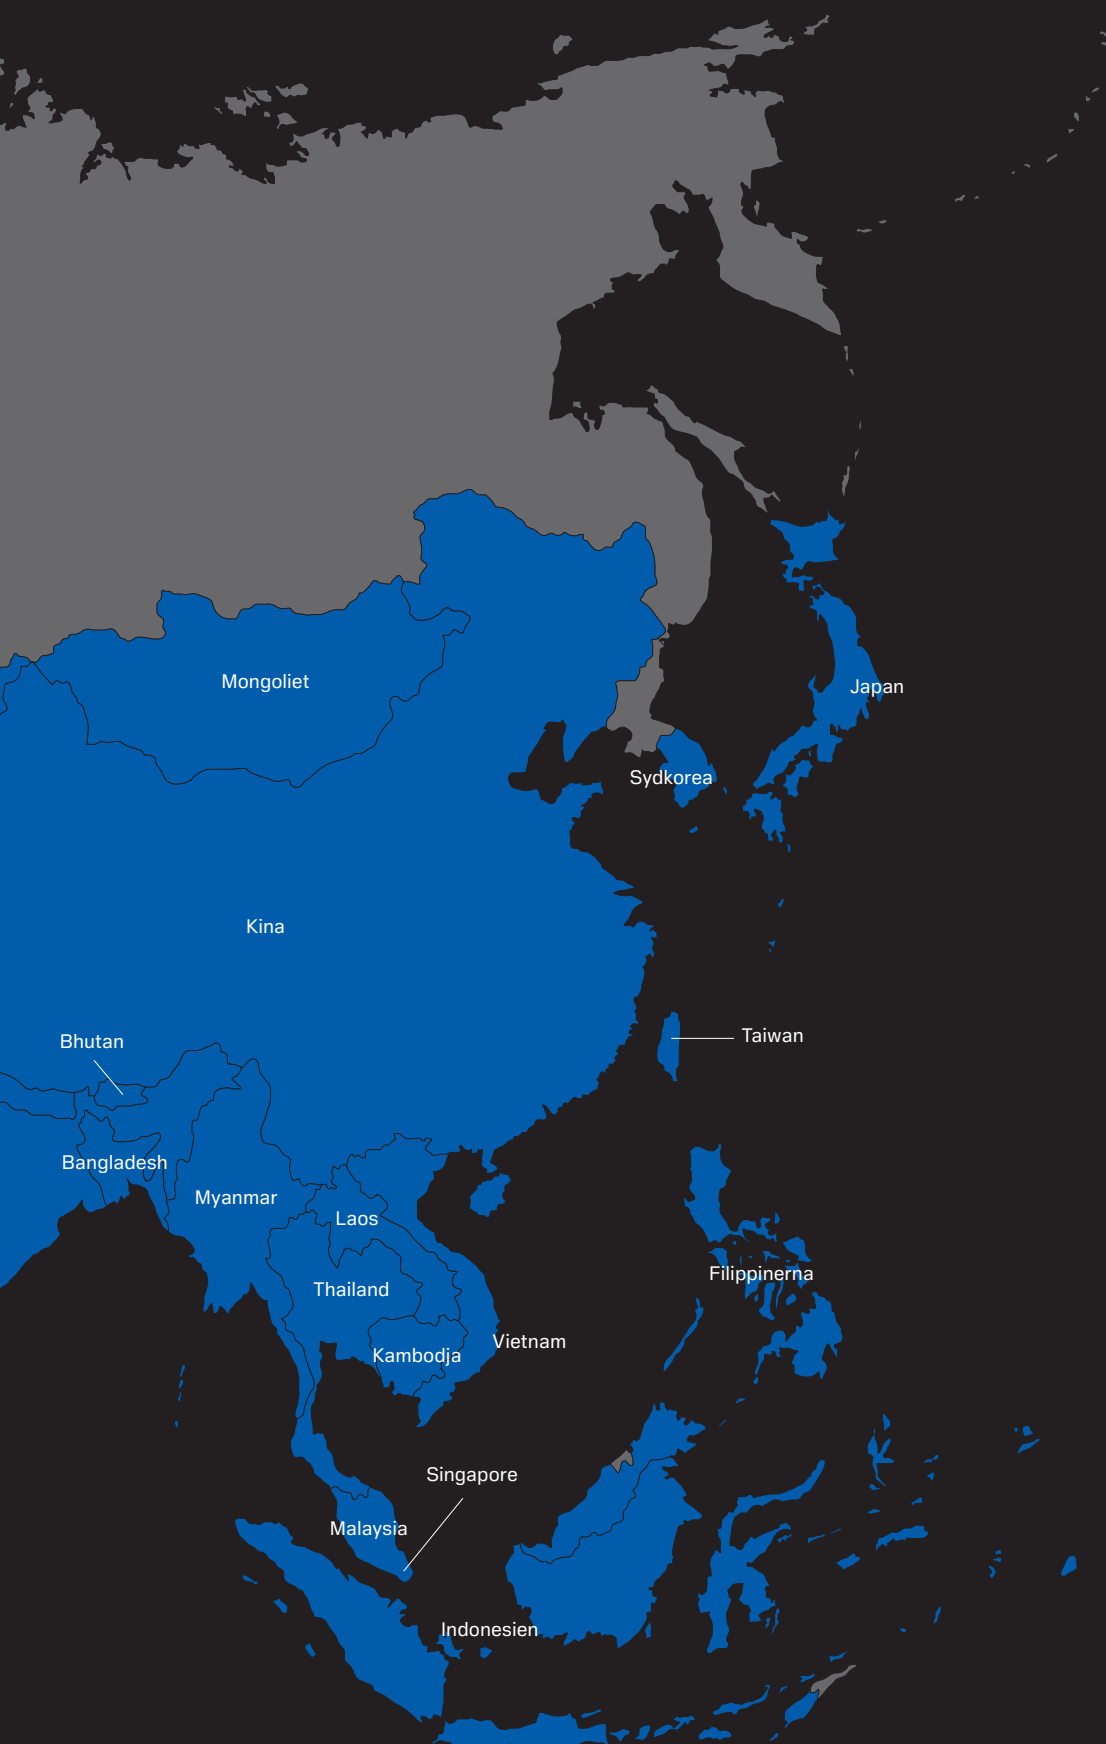 Mongoliet
Japan
Sydkorea
Kina
Taiwan
Bhutan
Bangladesh
Myanmar
Laos
Filippinerna
Thailand
Vietnam
Kambodja
Singapore
Malaysia
Indonesien